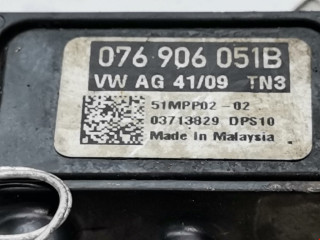 076 906 051B
VW AG 41/09 TN3
51MPP02-02
03713829 DPS10
Made in Malaysia